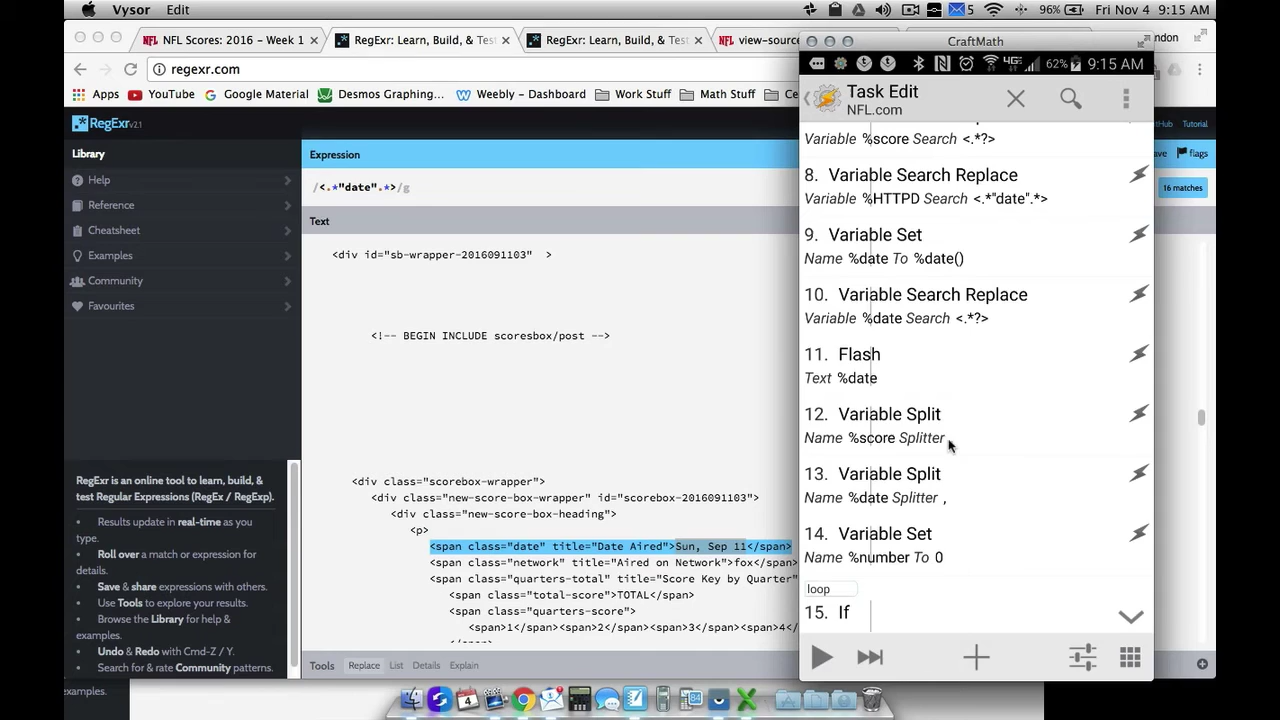 Vysor Edit 5 96% Fri Nov 4 9:15 AM
NFL Scores: 2016 - Week 1 × RegExr: Learn, Build, & Tes × RegExr: Learn, Build, & Tes × view-source
regexr.com
Apps YouTube Google Material Desmos Graphing... Weebly - Dashboard Work Stuff Math Stuff
RegExr v2.1
Tutorial
Library
Help
Reference
Cheatsheet
Examples
Community
Favourites
RegExr is an online tool to learn, build, &
test Regular Expressions (RegEx / RegExp).
Results update in real-time as you
type.
Roll over a match or expression for
details.
Save & share expressions with others.
Use Tools to explore your results.
Browse the Library for help &
examples.
Undo & Redo with Cmd-Z / Y.
Search for & rate Community patterns.
examples.
Expression
flags
/<.*"date".*>/g
16 matches
Text
<div id="sb-wrapper-2016091103" >
<!-- BEGIN INCLUDE scoresbox/post -->
<div class="scorebox-wrapper">
<div class="new-score-box-wrapper" id="scorebox-2016091103">
<div class="new-score-box-heading">
<p>
<span class="date" title="Date Aired">Sun, Sep 11</span>
<span class="network" title="Aired on Network">fox</span>
<span class="quarters-total" title="Score Key by Quarter"
<span class="total-score">TOTAL</span>
<span class="quarters-score">
<span>1</span><span>2</span><span>3</span><span>4</s
</span>
Tools Replace List Details Explain
CraftMath
62% 9:15 AM
Task Edit
NFL.com
Variable %score Search <.*?>
8. Variable Search Replace
Variable %HTTPD Search <.*"date".*>
9. Variable Set
Name %date To %date()
10. Variable Search Replace
Variable %date Search <.*?>
11. Flash
Text %date
12. Variable Split
Name %score Splitter
13. Variable Split
Name %date Splitter ,
14. Variable Set
Name %number To 0
loop
15. If